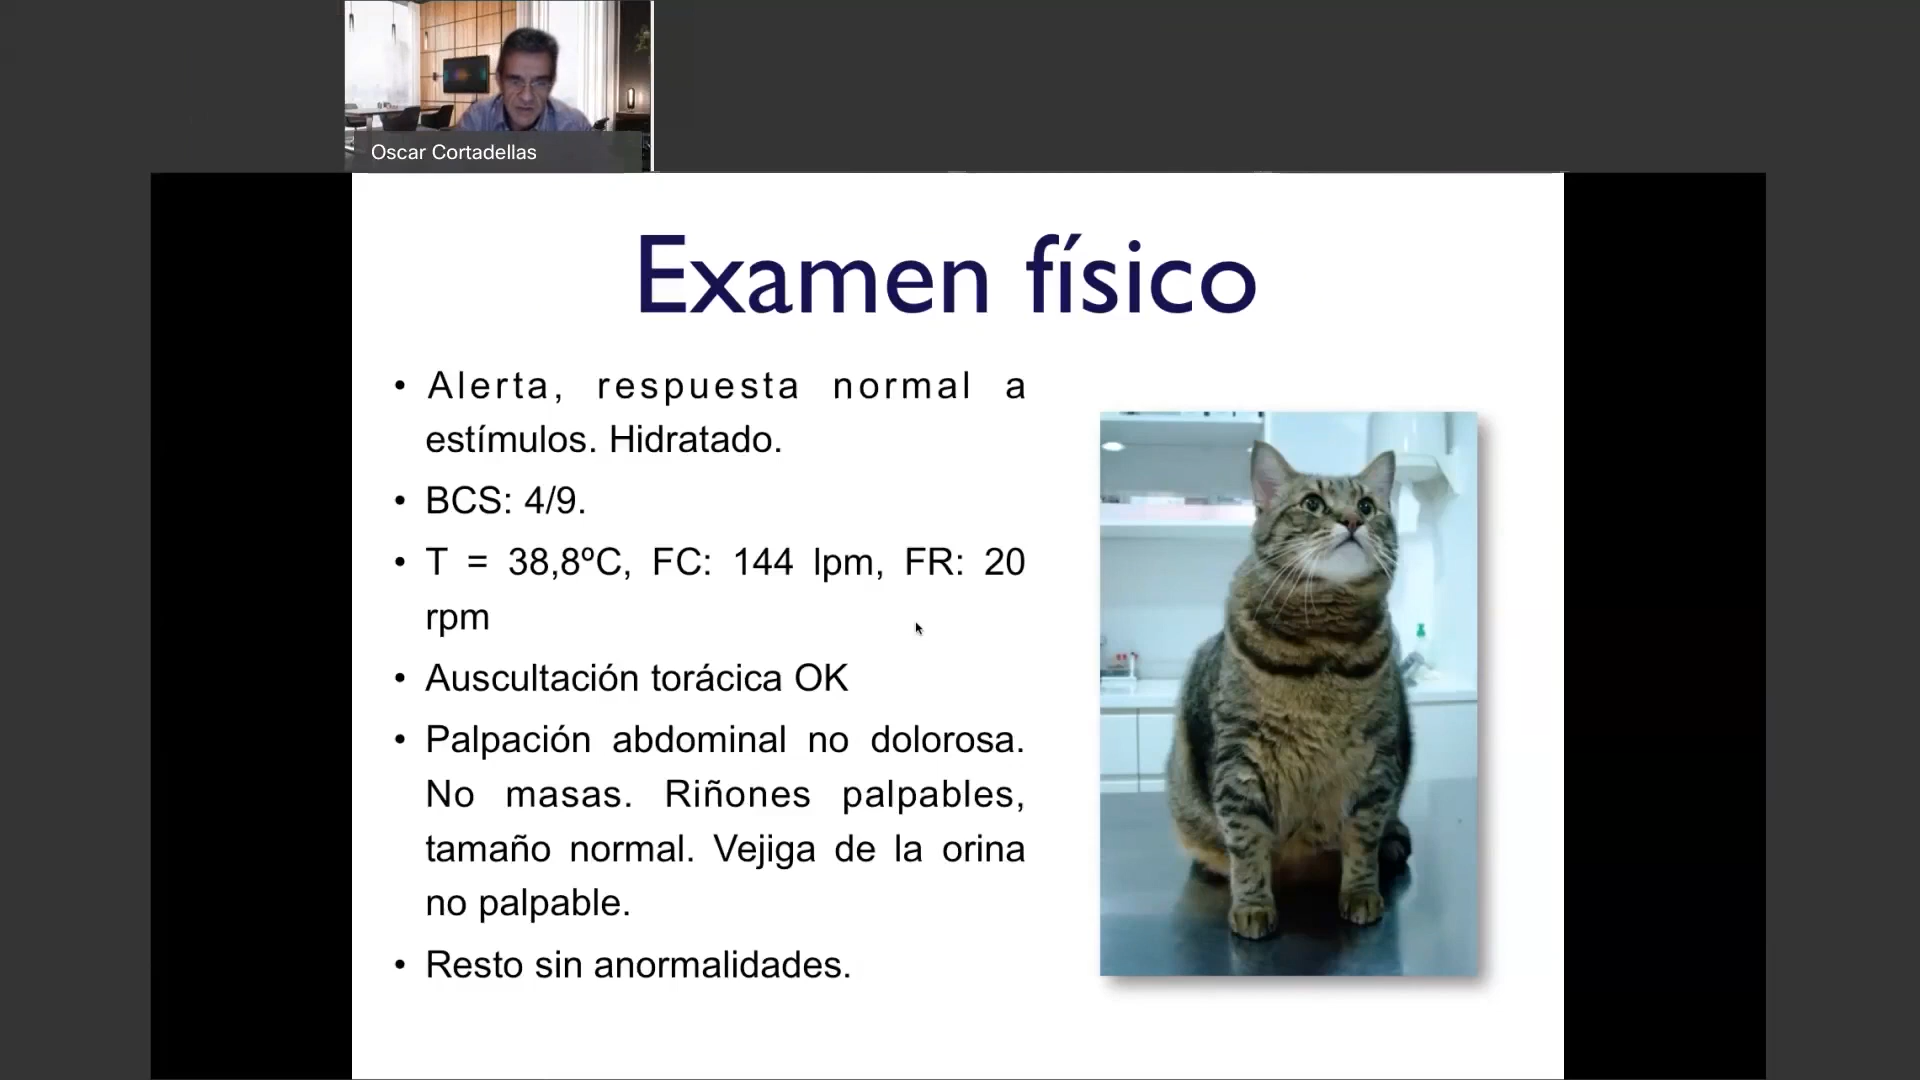 Oscar Cortadellas
Examen físico
• Alerta, respuesta normal a
estímulos. Hidratado.
• BCS: 4/9.
• T = 38,8ºC, FC: 144 lpm, FR: 20
rpm
• Auscultación torácica OK
• Palpación abdominal no dolorosa.
No masas. Riñones palpables,
tamaño normal. Vejiga de la orina
no palpable.
• Resto sin anormalidades.